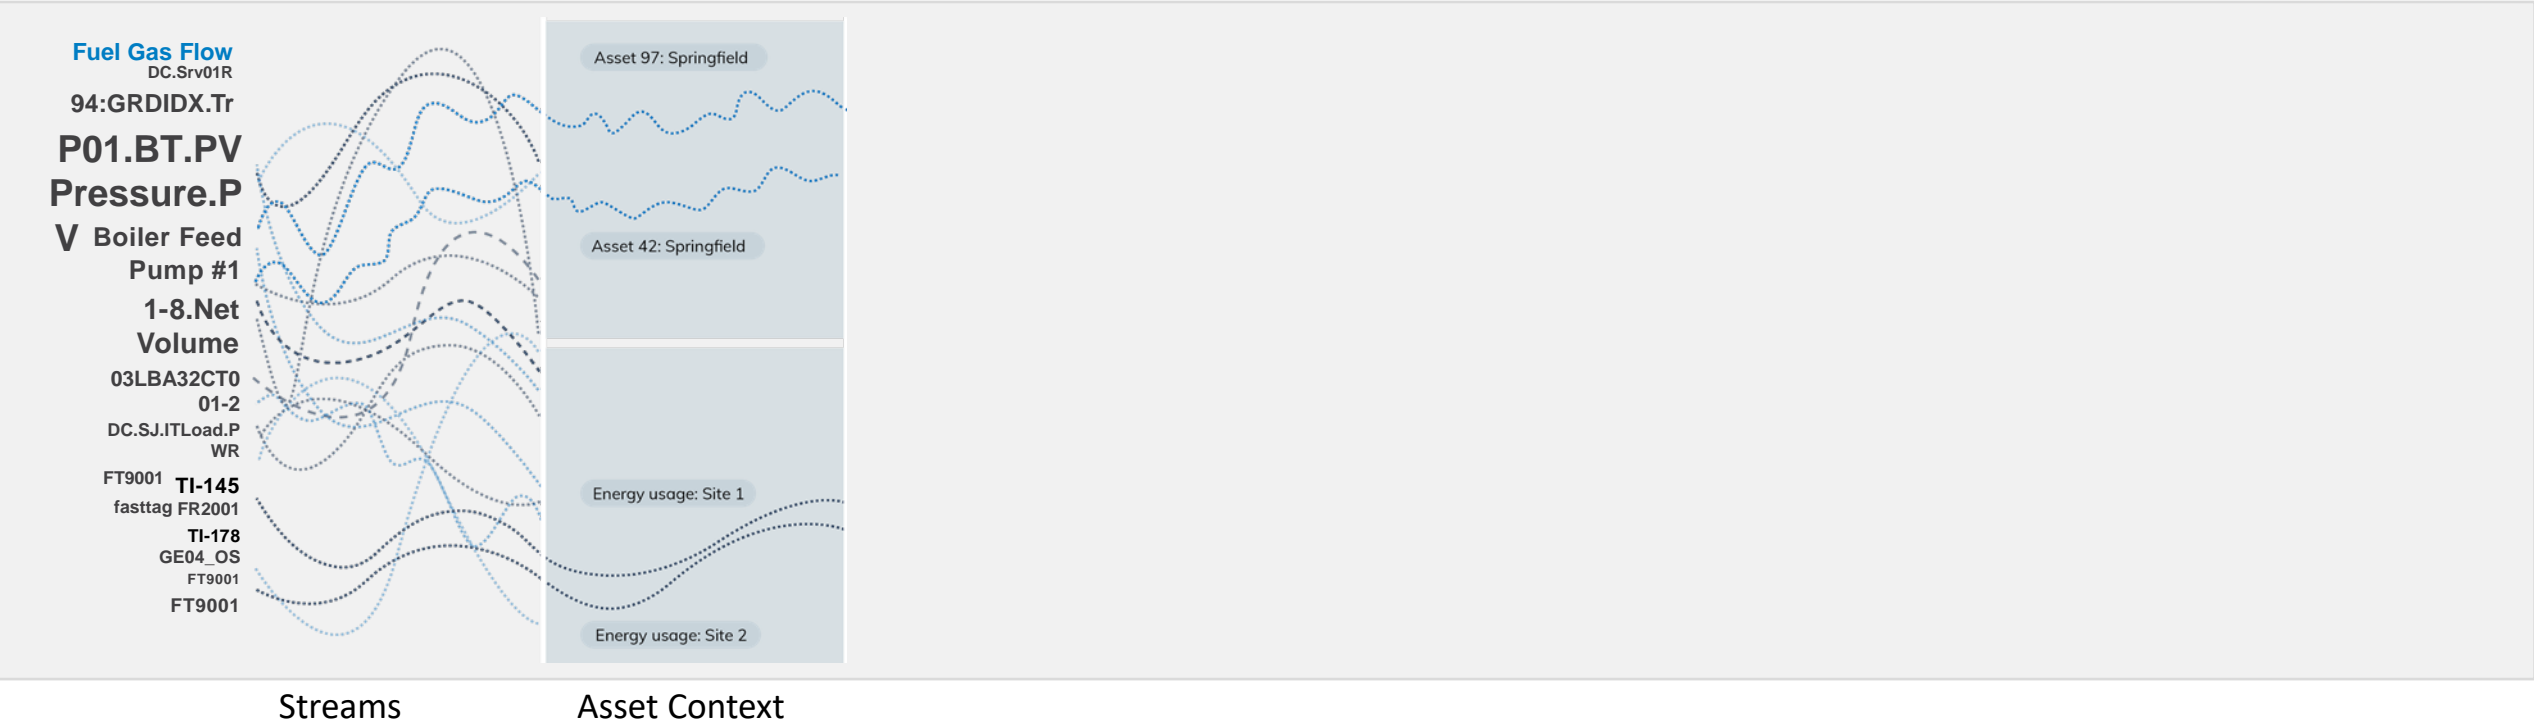 Fuel Gas Flow
DC.Srv01R
94:GRDIDX.Tr
P01.BT.PV
Pressure.P
V Boiler Feed
Pump #1
1-8.Net
Volume
03LBA32CT0
01-2
DC.SJ.ITLoad.P
WR
FT9001 TI-145
fasttag FR2001
TI-178
GE04_OS
FT9001
FT9001
Asset 97: Springfield
Asset 42: Springfield
Energy usage: Site 1
Energy usage: Site 2
Streams
Asset Context